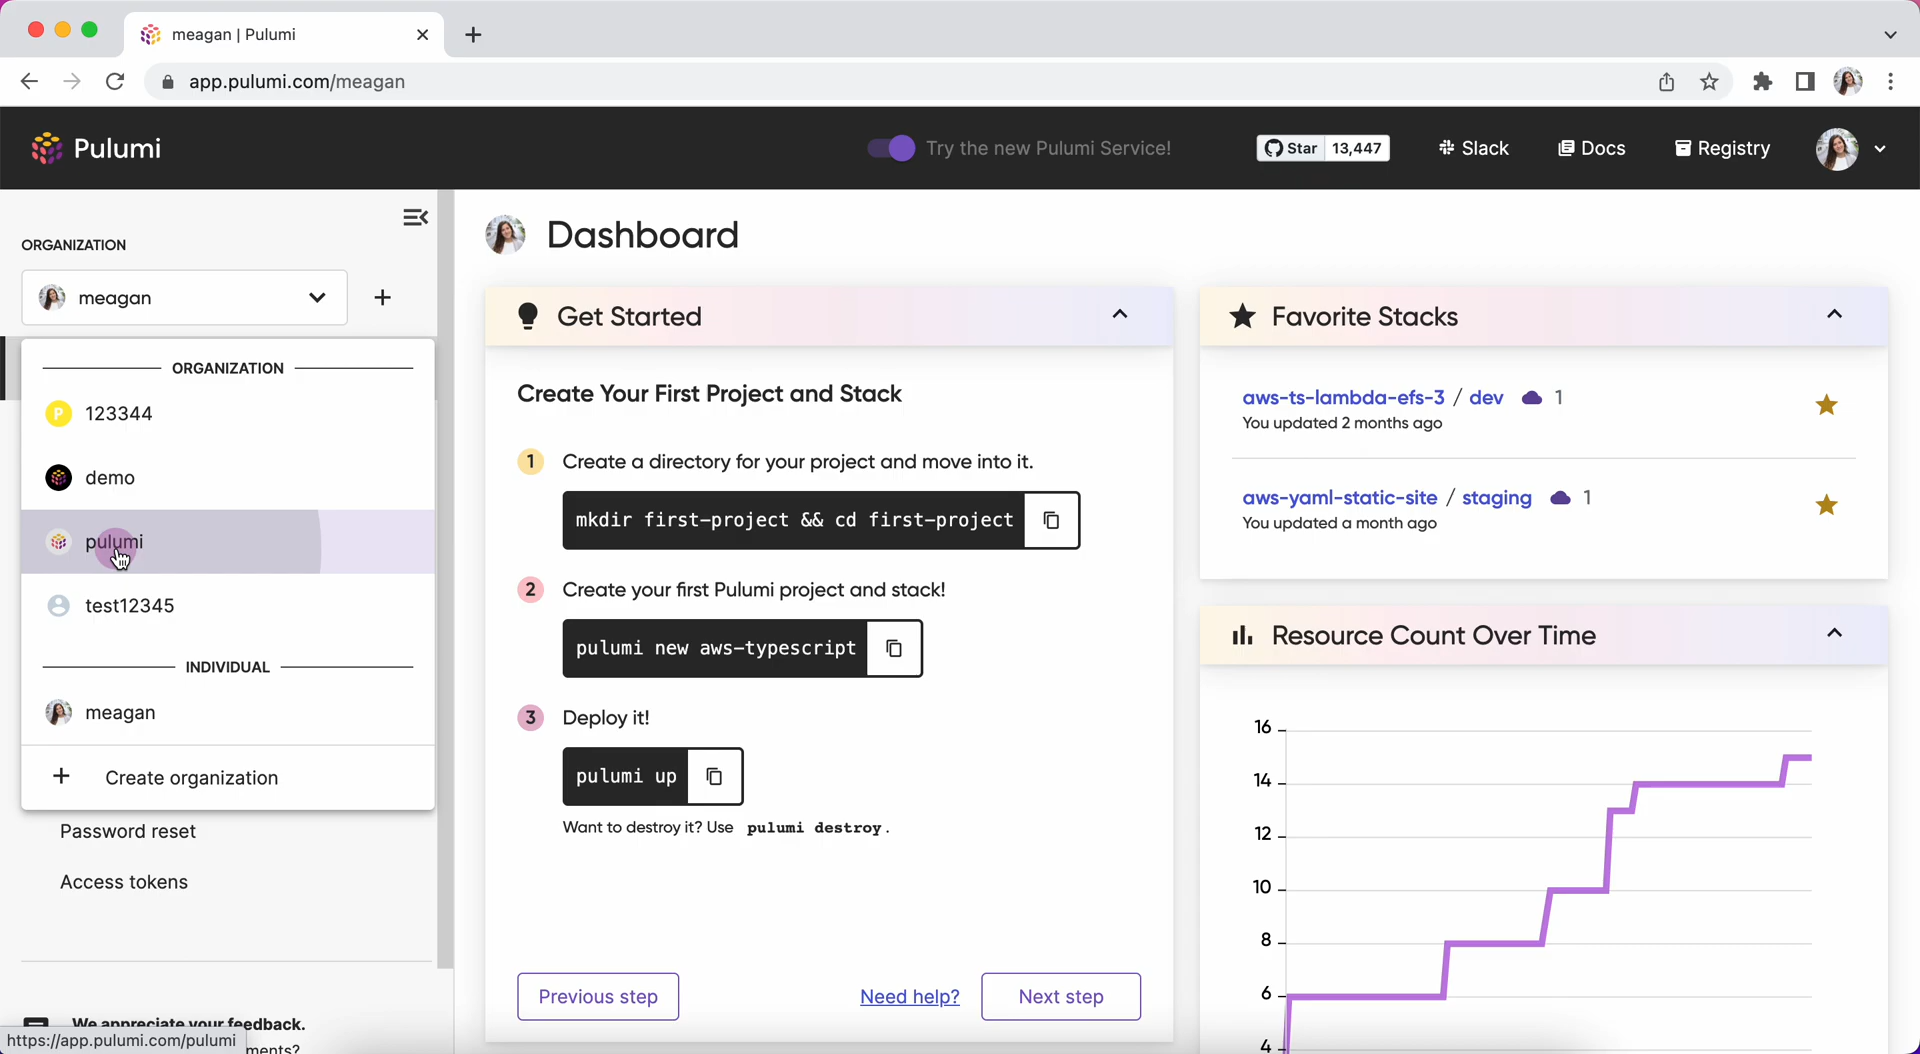 meagan | Pulumi
app.pulumi.com/meagan
Pulumi
Try the new Pulumi Service!
Star 13,447
Slack
Docs
Registry
ORGANIZATION
meagan
ORGANIZATION
P 123344
demo
pulumi
test12345
INDIVIDUAL
meagan
+ Create organization
Password reset
Access tokens
We appreciate your feedback.
ments?
https://app.pulumi.com/pulumi
Dashboard
Get Started
Create Your First Project and Stack
1 Create a directory for your project and move into it.
mkdir first-project && cd first-project
2 Create your first Pulumi project and stack!
pulumi new aws-typescript
3 Deploy it!
pulumi up
Want to destroy it? Use pulumi destroy.
Previous step
Need help?
Next step
Favorite Stacks
aws-ts-lambda-efs-3 / dev 1
You updated 2 months ago
aws-yaml-static-site / staging 1
You updated a month ago
Resource Count Over Time
16
14
12
10
8
6
4